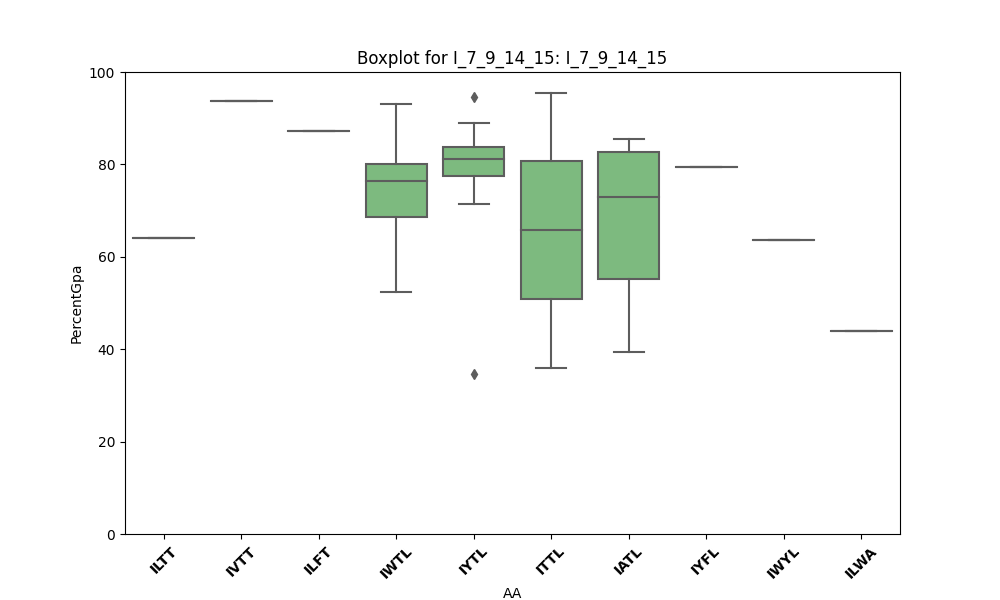 Boxplot for I_7_9_14_15: I_7_9_14_15
100
80
60
40
20
0
PercentGpa
ILTT
IVTT
ILFT
IWTL
IYTL
ITTL
IATL
IYFL
IWYL
ILWA
AA